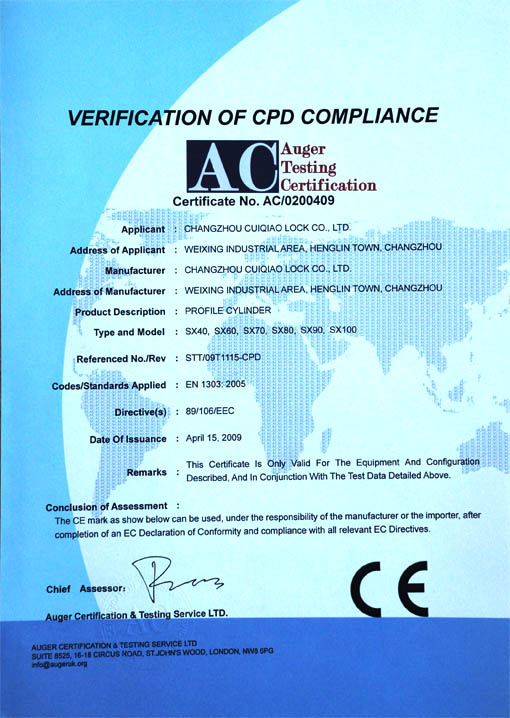 VERIFICATION OF CPD COMPLIANCE
AC Auger
Testing
Certification
Certificate No. AC/0200409
Applicant : CHANGZHOU CUIQIAO LOCK CO., LTD.
Address of Applicant : WEIXING INDUSTRIAL AREA, HENGLIN TOWN, CHANGZHOU
Manufacturer : CHANGZHOU CUIQIAO LOCK CO., LTD.
Address of Manufacturer : WEIXING INDUSTRIAL AREA, HENGLIN TOWN, CHANGZHOU
Product Description : PROFILE CYLINDER
Type and Model : SX40, SX60, SX70, SX80, SX90, SX100
Referenced No./Rev : STT/09T1115-CPD
Codes/Standards Applied : EN 1303: 2005
Directive(s) : 89/106/EEC
Date Of Issuance : April 15, 2009
Remarks : This Certificate Is Only Valid For The Equipment And Configuration
Described, And In Conjunction With The Test Data Detailed Above.
Conclusion of Assessment :
The CE mark as show below can be used, under the responsibility of the manufacturer or the importer, after
completion of an EC Declaration of Conformity and compliance with all relevant EC Directives.
Chief Assessor:
CE
Auger Certification & Testing Service LTD.
AUGER CERTIFICATION & TESTING SERVICE LTD
SUITE 8525, 16-18 CIRCUS ROAD, ST.JOHN'S WOOD, LONDON, NW8 6PG
info@augeruk.org